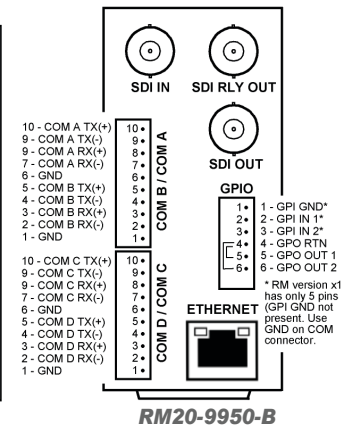 SDI IN
SDI RLY OUT
SDI OUT
10 - COM A TX(+)
9 - COM A TX(-)
8 - COM A RX(+)
7 - COM A RX(-)
6 - GND
5 - COM B TX(+)
4 - COM B TX(-)
3 - COM B RX(+)
2 - COM B RX(-)
1 - GND
10
9
8
7
6
5
4
3
2
1
COM B / COM A
10 - COM C TX(+)
9 - COM C TX(-)
8 - COM C RX(+)
7 - COM C RX(-)
6 - GND
5 - COM D TX(+)
4 - COM D TX(-)
3 - COM D RX(+)
2 - COM D RX(-)
1 - GND
10
9
8
7
6
5
4
3
2
1
COM D / COM C
GPIO
1
2
3
4
5
6
1 - GPI GND*
2 - GPI IN 1*
3 - GPI IN 2*
4 - GPO RTN
5 - GPO OUT 1
6 - GPO OUT 2
* RM version x1
has only 5 pins
(GPI GND not
present. Use
GND on COM
connector.
ETHERNET
RM20-9950-B